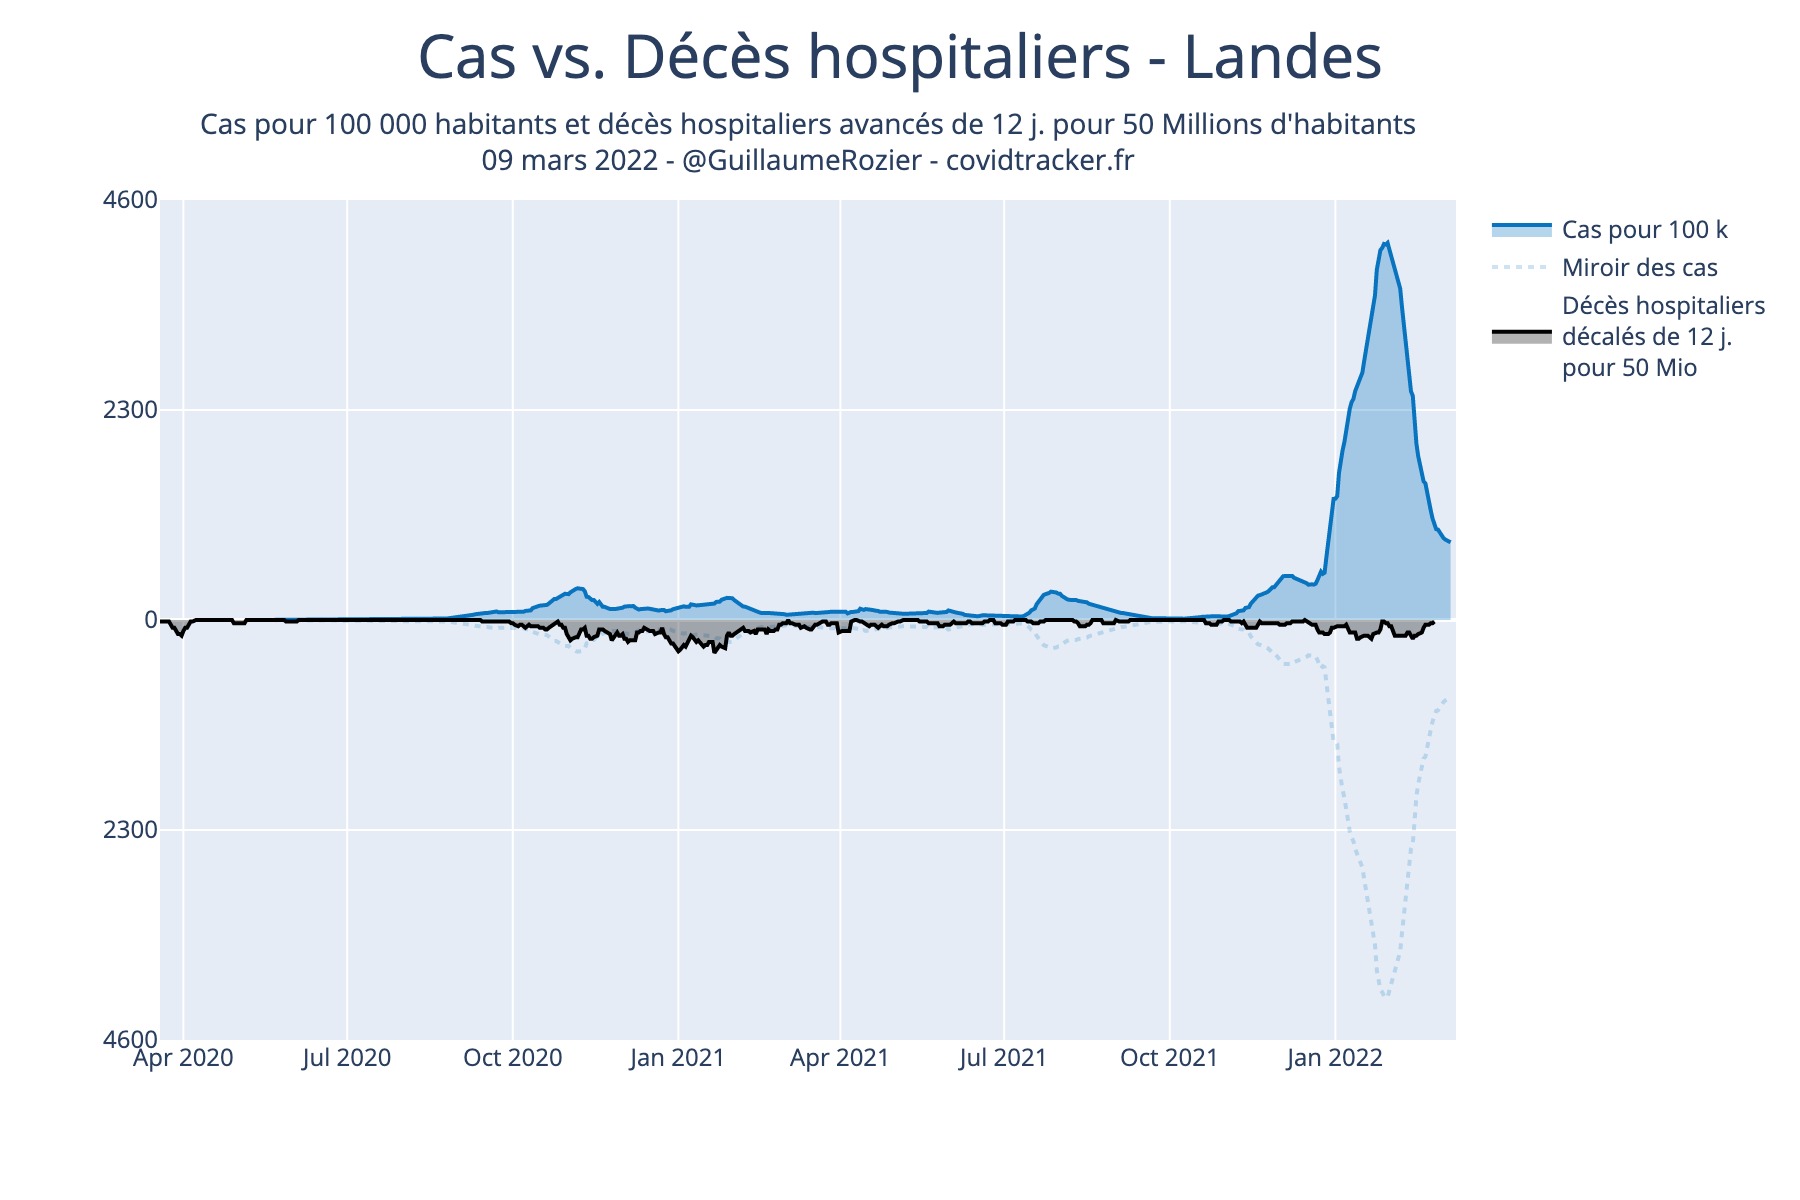 Cas vs. Décès hospitaliers - Landes
Cas pour 100 000 habitants et décès hospitaliers avancés de 12 j. pour 50 Millions d'habitants
09 mars 2022 - @GuillaumeRozier - covidtracker.fr
4600
2300
0
2300
4600
Apr 2020
Jul 2020
Oct 2020
Jan 2021
Apr 2021
Jul 2021
Oct 2021
Jan 2022
Cas pour 100 k
Miroir des cas
Décès hospitaliers
décalés de 12 j.
pour 50 Mio